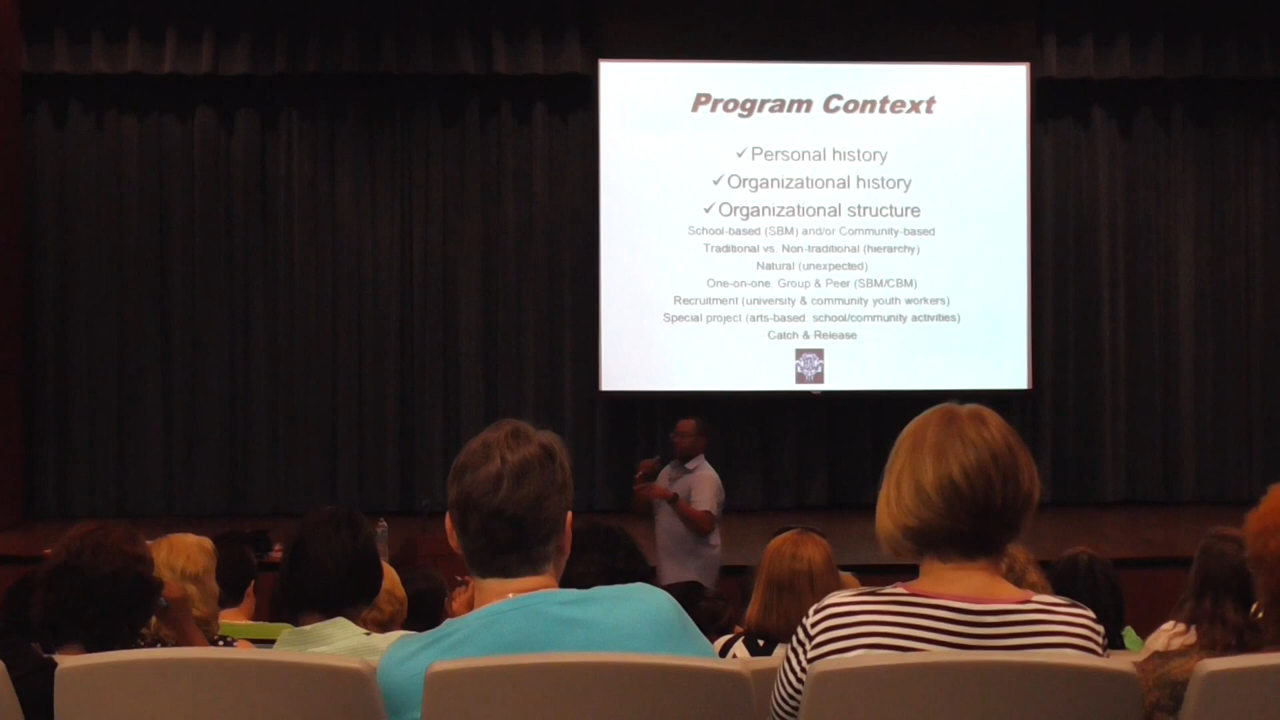 Program Context
✓Personal history
✓Organizational history
✓Organizational structure
School-based (SBM) and/or Community-based
Traditional vs. Non-traditional (hierarchy)
Natural (unexpected)
One-on-one, Group & Peer (SBM/CBM)
Recruitment (university & community youth workers)
Special project (arts-based, school/community activities)
Catch & Release